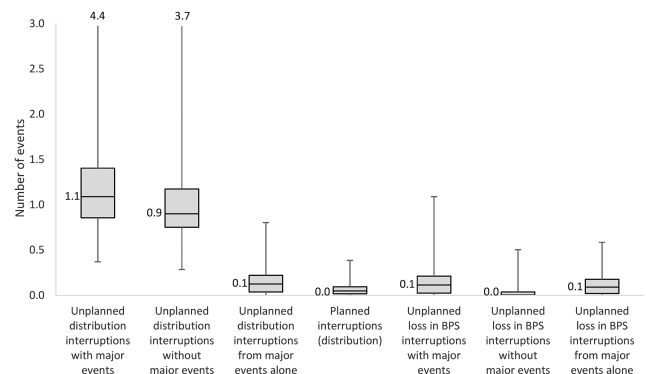 4.4
3.7
3.0
2.5
2.0
1.5
1.0
0.5
0.0
Number of events
1.1
0.9
0.1
0.0
0.1
0.0
0.1
Unplanned
distribution
interruptions
with major
events
Unplanned
distribution
interruptions
without
major events
Unplanned
distribution
interruptions
from major
events alone
Planned
interruptions
(distribution)
Unplanned
loss in BPS
interruptions
with major
events
Unplanned
loss in BPS
interruptions
without
major events
Unplanned
loss in BPS
interruptions
from major
events alone